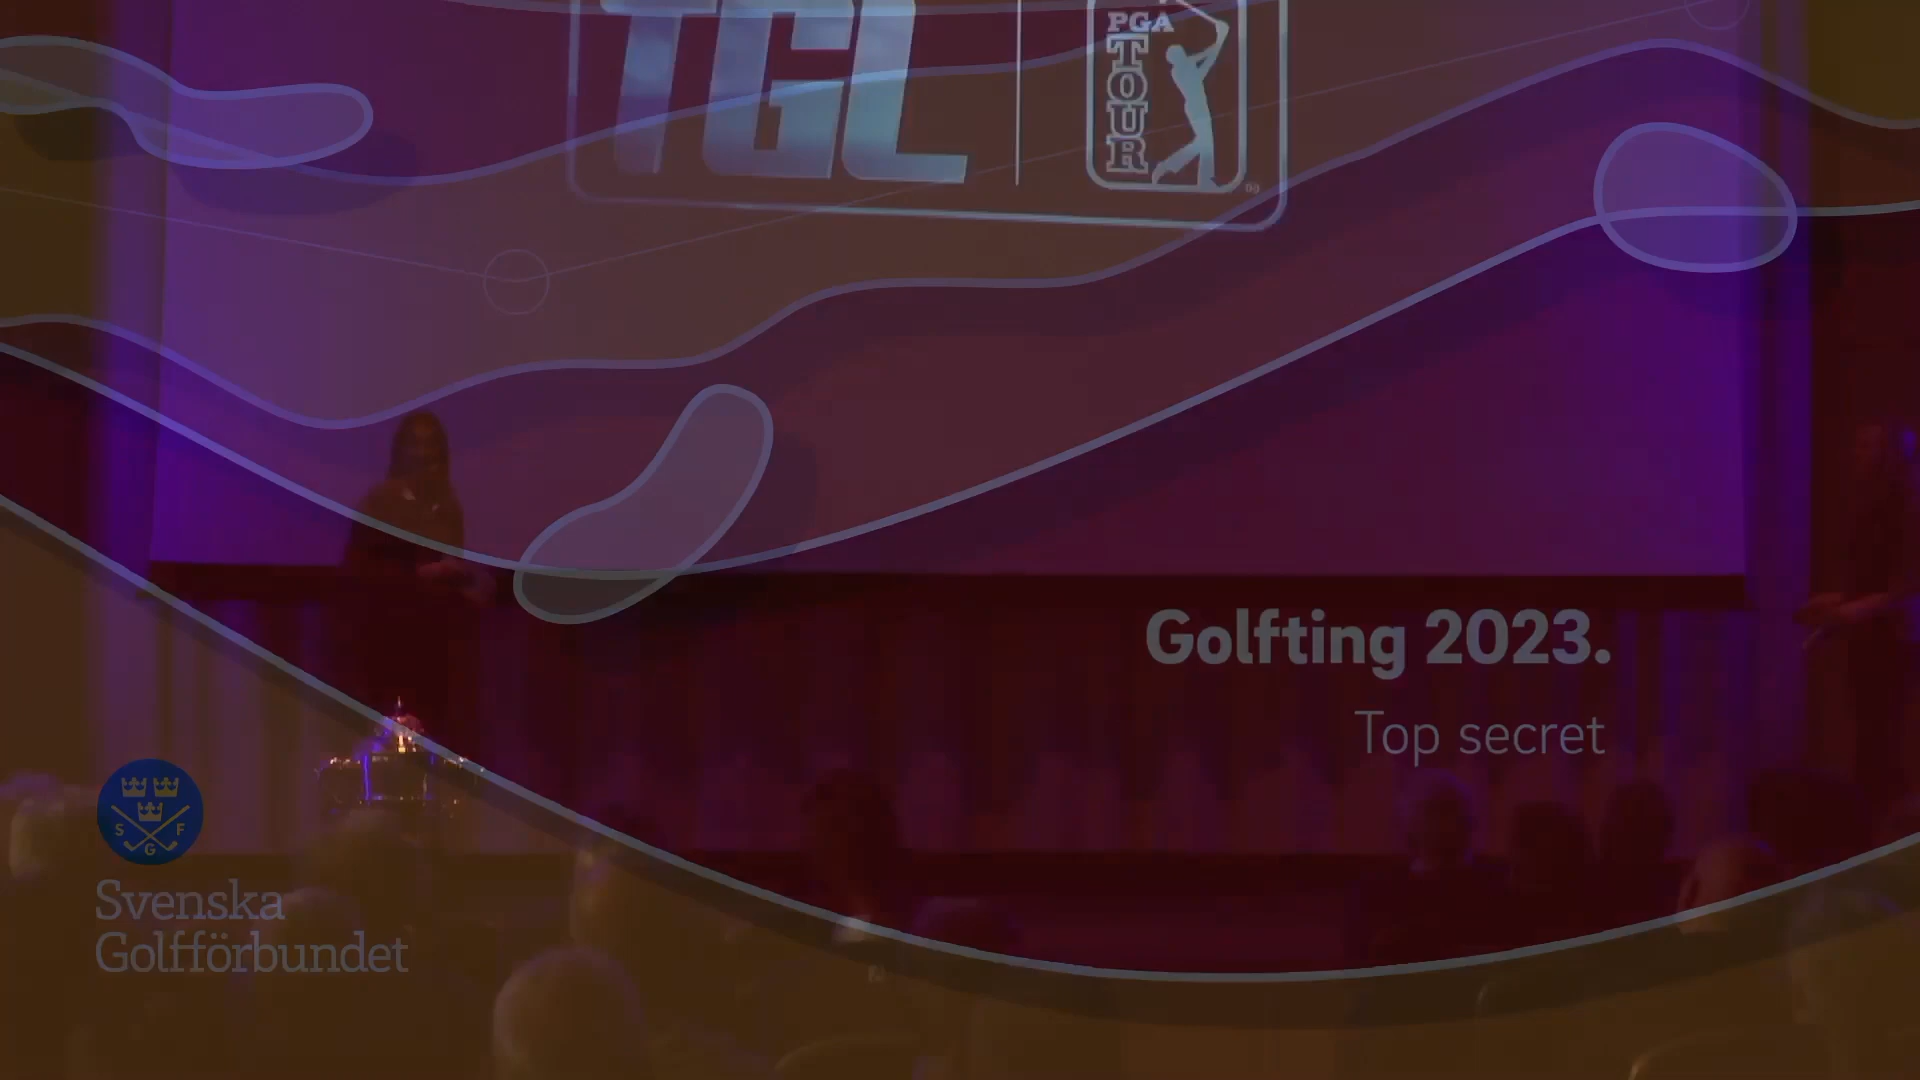 TGL
PGA
TOUR
®
Golfting 2023.
Top secret
S F
G
Svenska
Golfförbundet